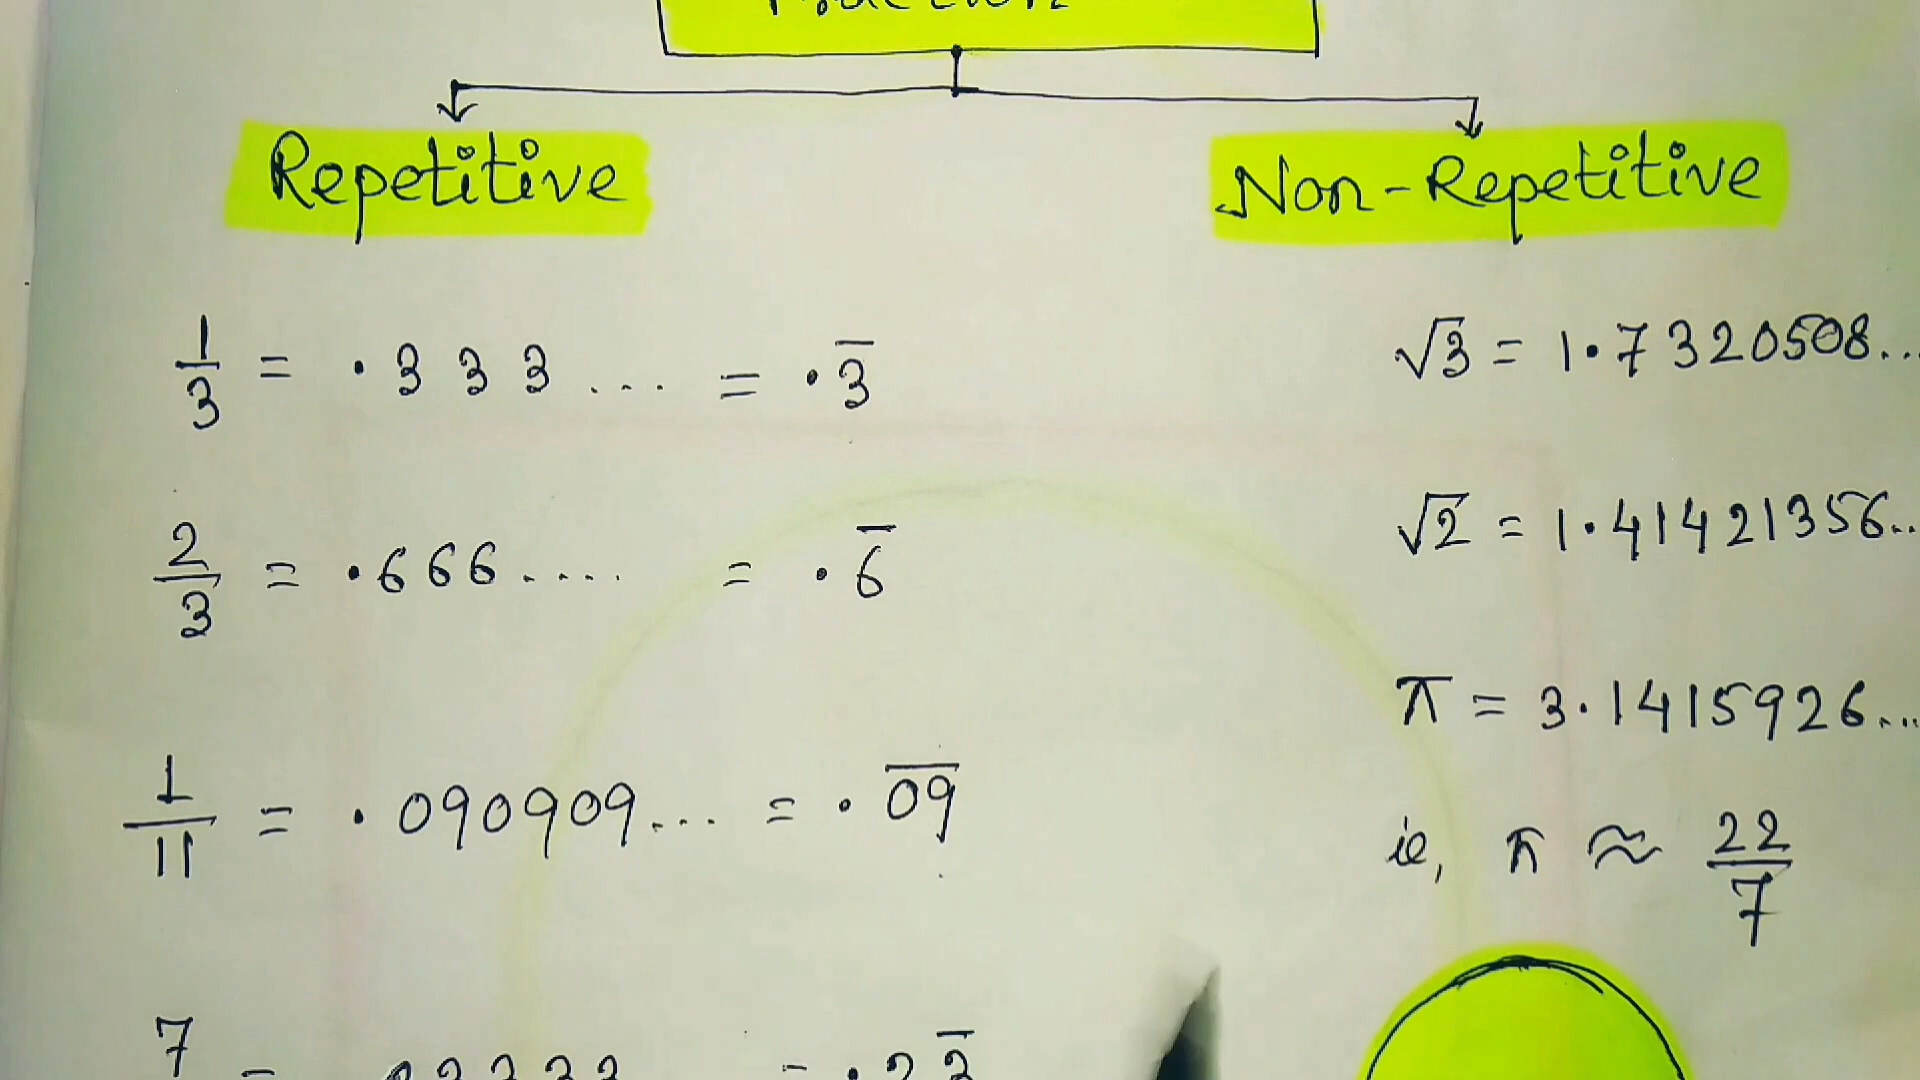 Repetitive
Non-Repetitive
1/3 = .333... = .3̅
√3 = 1.7320508...
2/3 = .666.... = .6̅
√2 = 1.41421356..
π = 3.1415926...
1/11 = .090909... = .0̅9̅
ie, π ≈ 22/7